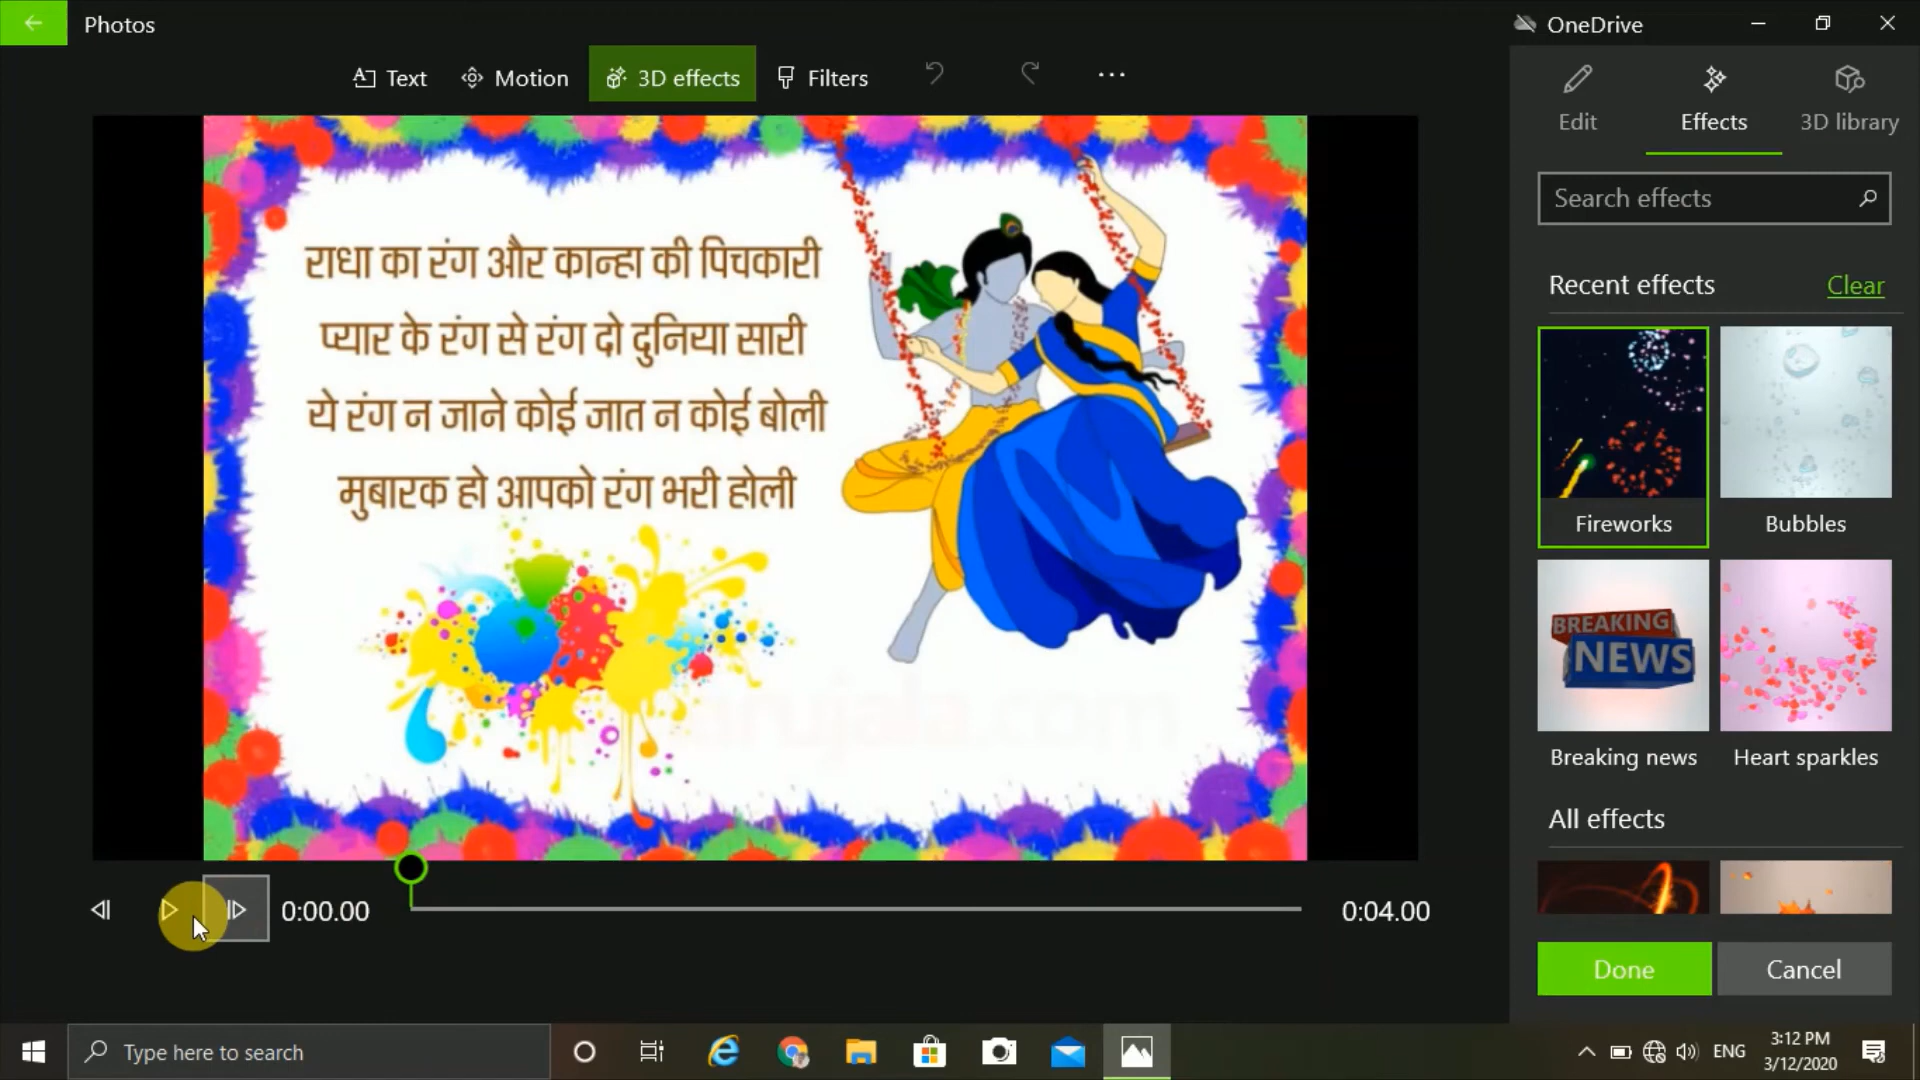 Photos
OneDrive
Text Motion 3D effects Filters
Edit Effects 3D library
Search effects
Recent effects Clear
Fireworks Bubbles
BREAKING NEWS
Breaking news Heart sparkles
All effects
Done Cancel
राधा का रंग और कान्हा की पिचकारी
प्यार के रंग से रंग दो दुनिया सारी
ये रंग न जाने कोई जात न कोई बोली
मुबारक हो आपको रंग भरी होली
0:00.00 0:04.00
Type here to search
ENG
3:12 PM
3/12/2020